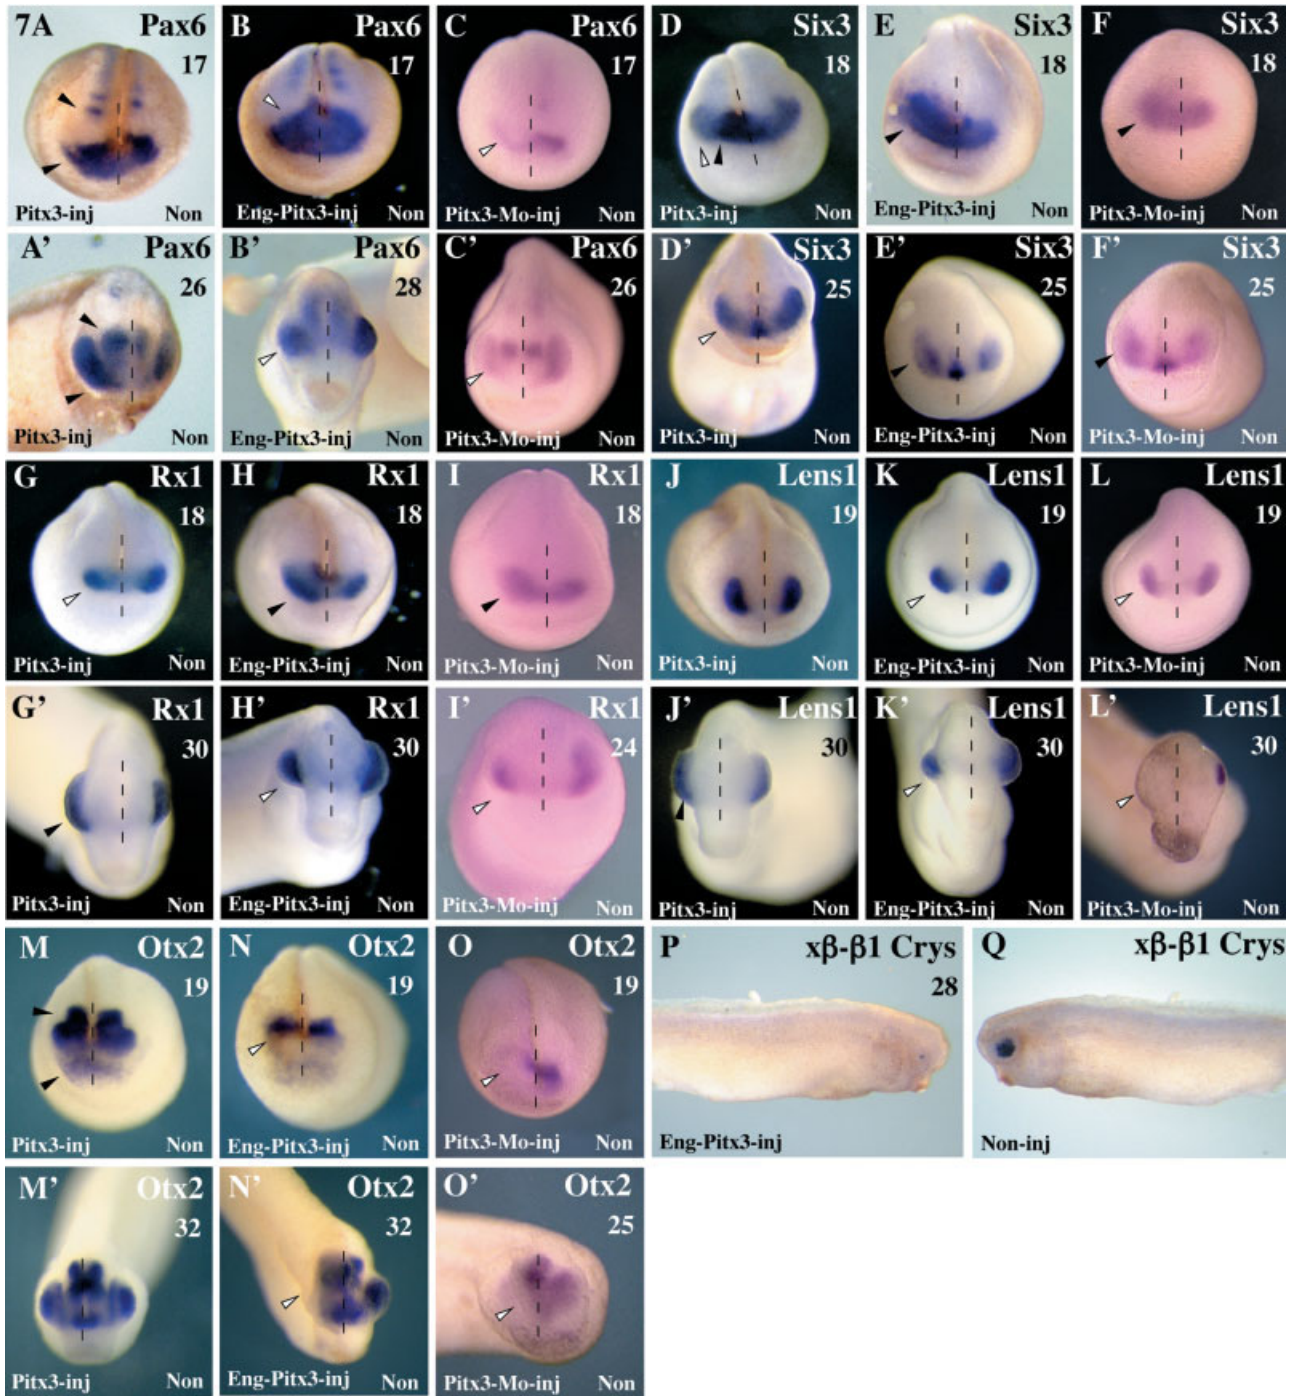 7A Pax6
17
Pitx3-inj Non
B Pax6
17
Eng-Pitx3-inj Non
C Pax6
17
Pitx3-Mo-inj Non
D Six3
18
Pitx3-inj Non
E Six3
18
Eng-Pitx3-inj Non
F Six3
18
Pitx3-Mo-inj Non
A' Pax6
26
Pitx3-inj Non
B' Pax6
28
Eng-Pitx3-inj Non
C' Pax6
26
Pitx3-Mo-inj Non
D' Six3
25
Pitx3-inj Non
E' Six3
25
Eng-Pitx3-inj Non
F' Six3
25
Pitx3-Mo-inj Non
G Rx1
18
Pitx3-inj Non
H Rx1
18
Eng-Pitx3-inj Non
I Rx1
18
Pitx3-Mo-inj Non
J Lens1
19
Pitx3-inj Non
K Lens1
19
Eng-Pitx3-inj Non
L Lens1
19
Pitx3-Mo-inj Non
G' Rx1
30
Pitx3-inj Non
H' Rx1
30
Eng-Pitx3-inj Non
I' Rx1
24
Pitx3-Mo-inj Non
J' Lens1
30
Pitx3-inj Non
K' Lens1
30
Eng-Pitx3-inj Non
L' Lens1
30
Pitx3-Mo-inj Non
M Otx2
19
Pitx3-inj Non
N Otx2
19
Eng-Pitx3-inj Non
O Otx2
19
Pitx3-Mo-inj Non
P xβ-β1 Crys
28
Eng-Pitx3-inj
Q xβ-β1 Crys
Non-inj
M' Otx2
32
Pitx3-inj Non
N' Otx2
32
Eng-Pitx3-inj Non
O' Otx2
25
Pitx3-Mo-inj Non